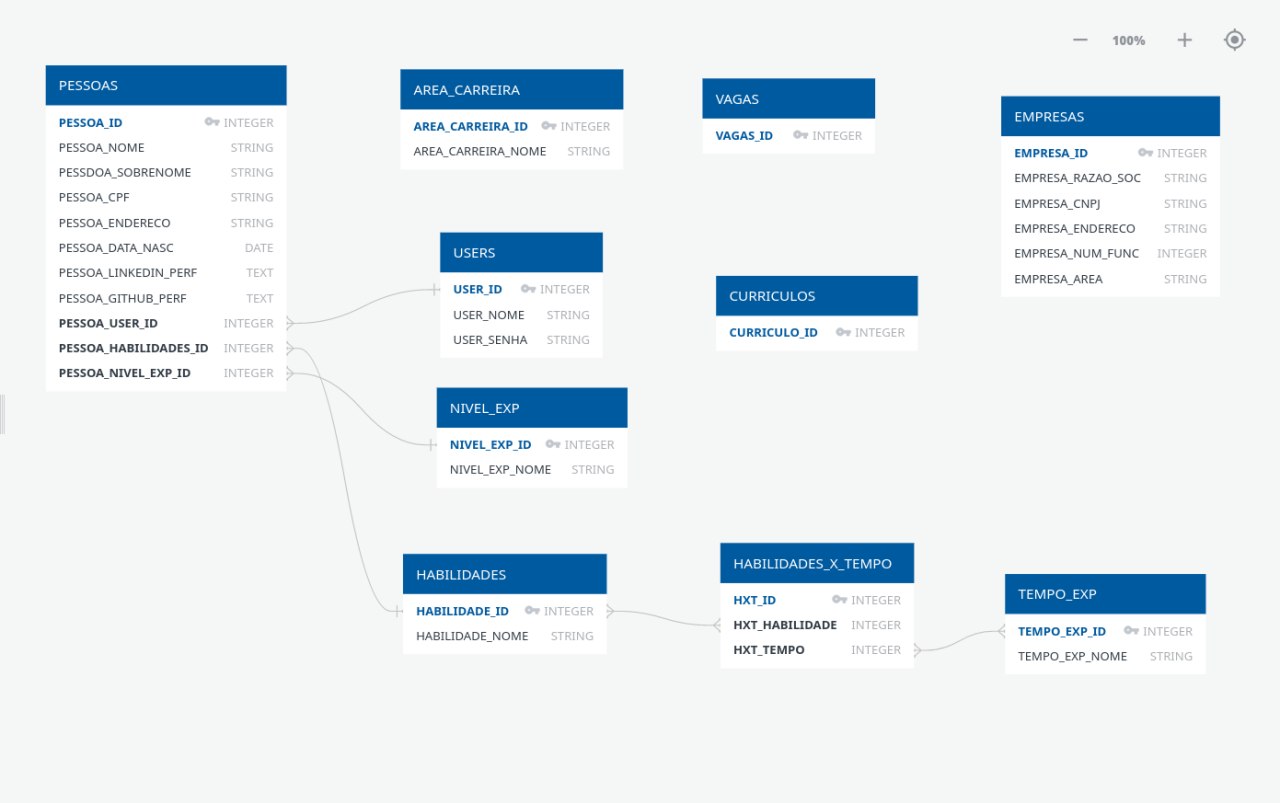 100%
PESSOAS
PESSOA_ID INTEGER
PESSOA_NOME STRING
PESSDOA_SOBRENOME STRING
PESSOA_CPF STRING
PESSOA_ENDERECO STRING
PESSOA_DATA_NASC DATE
PESSOA_LINKEDIN_PERF TEXT
PESSOA_GITHUB_PERF TEXT
PESSOA_USER_ID INTEGER
PESSOA_HABILIDADES_ID INTEGER
PESSOA_NIVEL_EXP_ID INTEGER
AREA_CARREIRA
AREA_CARREIRA_ID INTEGER
AREA_CARREIRA_NOME STRING
VAGAS
VAGAS_ID INTEGER
EMPRESAS
EMPRESA_ID INTEGER
EMPRESA_RAZAO_SOC STRING
EMPRESA_CNPJ STRING
EMPRESA_ENDERECO STRING
EMPRESA_NUM_FUNC INTEGER
EMPRESA_AREA STRING
USERS
USER_ID INTEGER
USER_NOME STRING
USER_SENHA STRING
CURRICULOS
CURRICULO_ID INTEGER
NIVEL_EXP
NIVEL_EXP_ID INTEGER
NIVEL_EXP_NOME STRING
HABILIDADES
HABILIDADE_ID INTEGER
HABILIDADE_NOME STRING
HABILIDADES_X_TEMPO
HXT_ID INTEGER
HXT_HABILIDADE INTEGER
HXT_TEMPO INTEGER
TEMPO_EXP
TEMPO_EXP_ID INTEGER
TEMPO_EXP_NOME STRING